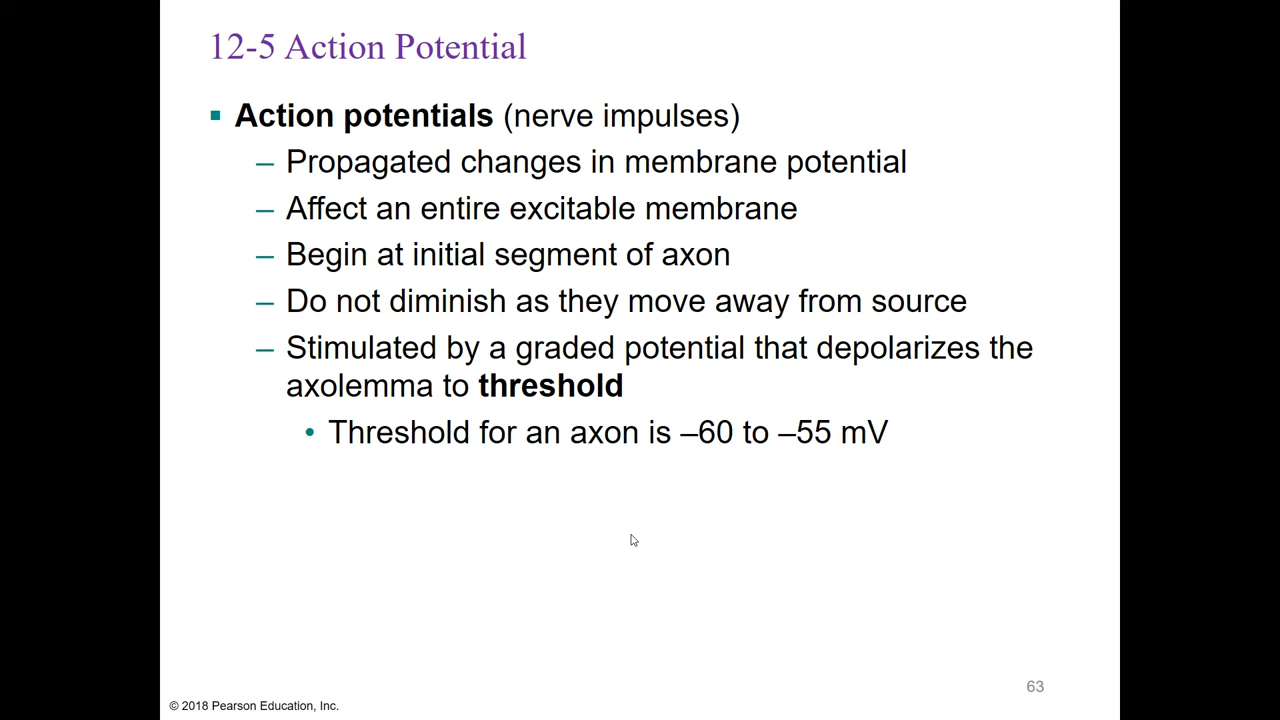 12-5 Action Potential
▪ Action potentials (nerve impulses)
– Propagated changes in membrane potential
– Affect an entire excitable membrane
– Begin at initial segment of axon
– Do not diminish as they move away from source
– Stimulated by a graded potential that depolarizes the
axolemma to threshold
• Threshold for an axon is –60 to –55 mV
63
© 2018 Pearson Education, Inc.